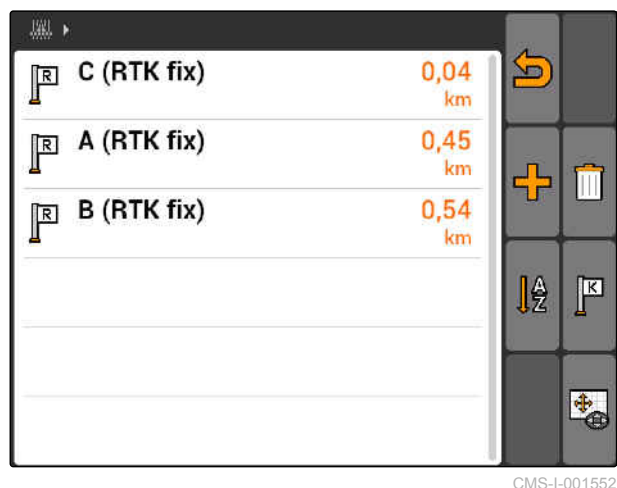 C (RTK fix)
0,04
km
R
A (RTK fix)
0,45
km
R
B (RTK fix)
0,54
km
R
A
Z
K
CMS-I-001552